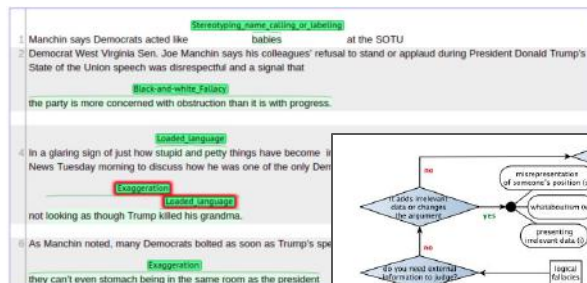 Stereotyping_name_calling_or_labeling
1 Manchin says Democrats acted like babies at the SOTU
2 Democrat West Virginia Sen. Joe Manchin says his colleagues' refusal to stand or applaud during President Donald Trump's
State of the Union speech was disrespectful and a signal that
Black-and-white_Fallacy
the party is more concerned with obstruction than it is with progress.
Loaded_language
4 In a glaring sign of just how stupid and petty things have become
News Tuesday morning to discuss how he was one of the only Dem
Exaggeration
Loaded_language
not looking as though Trump killed his grandma.
6 As Manchin noted, many Democrats bolted as soon as Trump's spe
Exaggeration
they can't even stomach being in the same room as the president
no
misrepresentation
of someone's position
it adds irrelevant
data or changes
the argument
yes
whataboutism
presenting
irrelevant data
no
do you need external
information to judge?
logical
fallacies